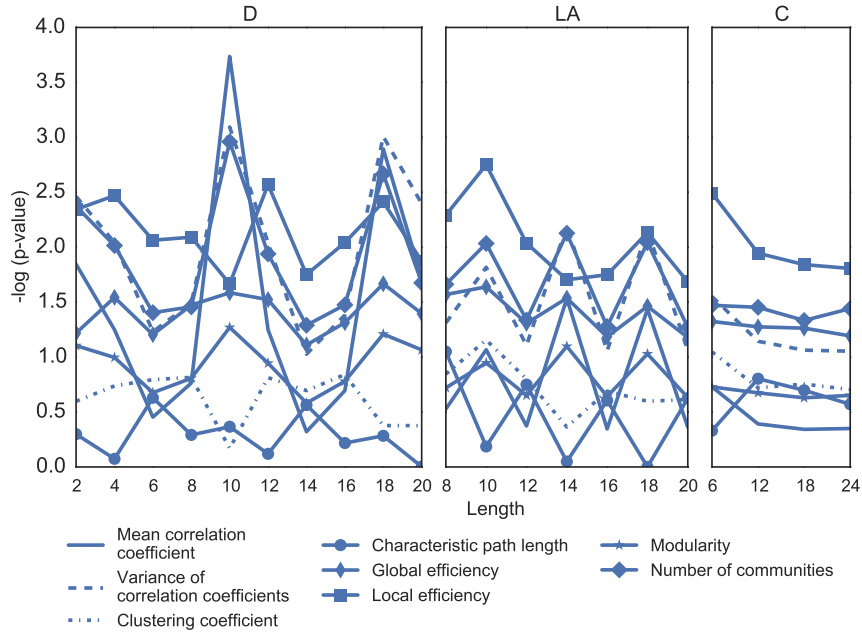 D LA C
4.0
3.5
3.0
2.5
2.0
1.5
1.0
0.5
0.0
-log (p-value)
2 4 6 8 10 12 14 16 18 20 8 10 12 14 16 18 20 6 12 18 24
Length
Mean correlation
coefficient
Variance of
correlation coefficients
Clustering coefficient
Characteristic path length
Global efficiency
Local efficiency
Modularity
Number of communities